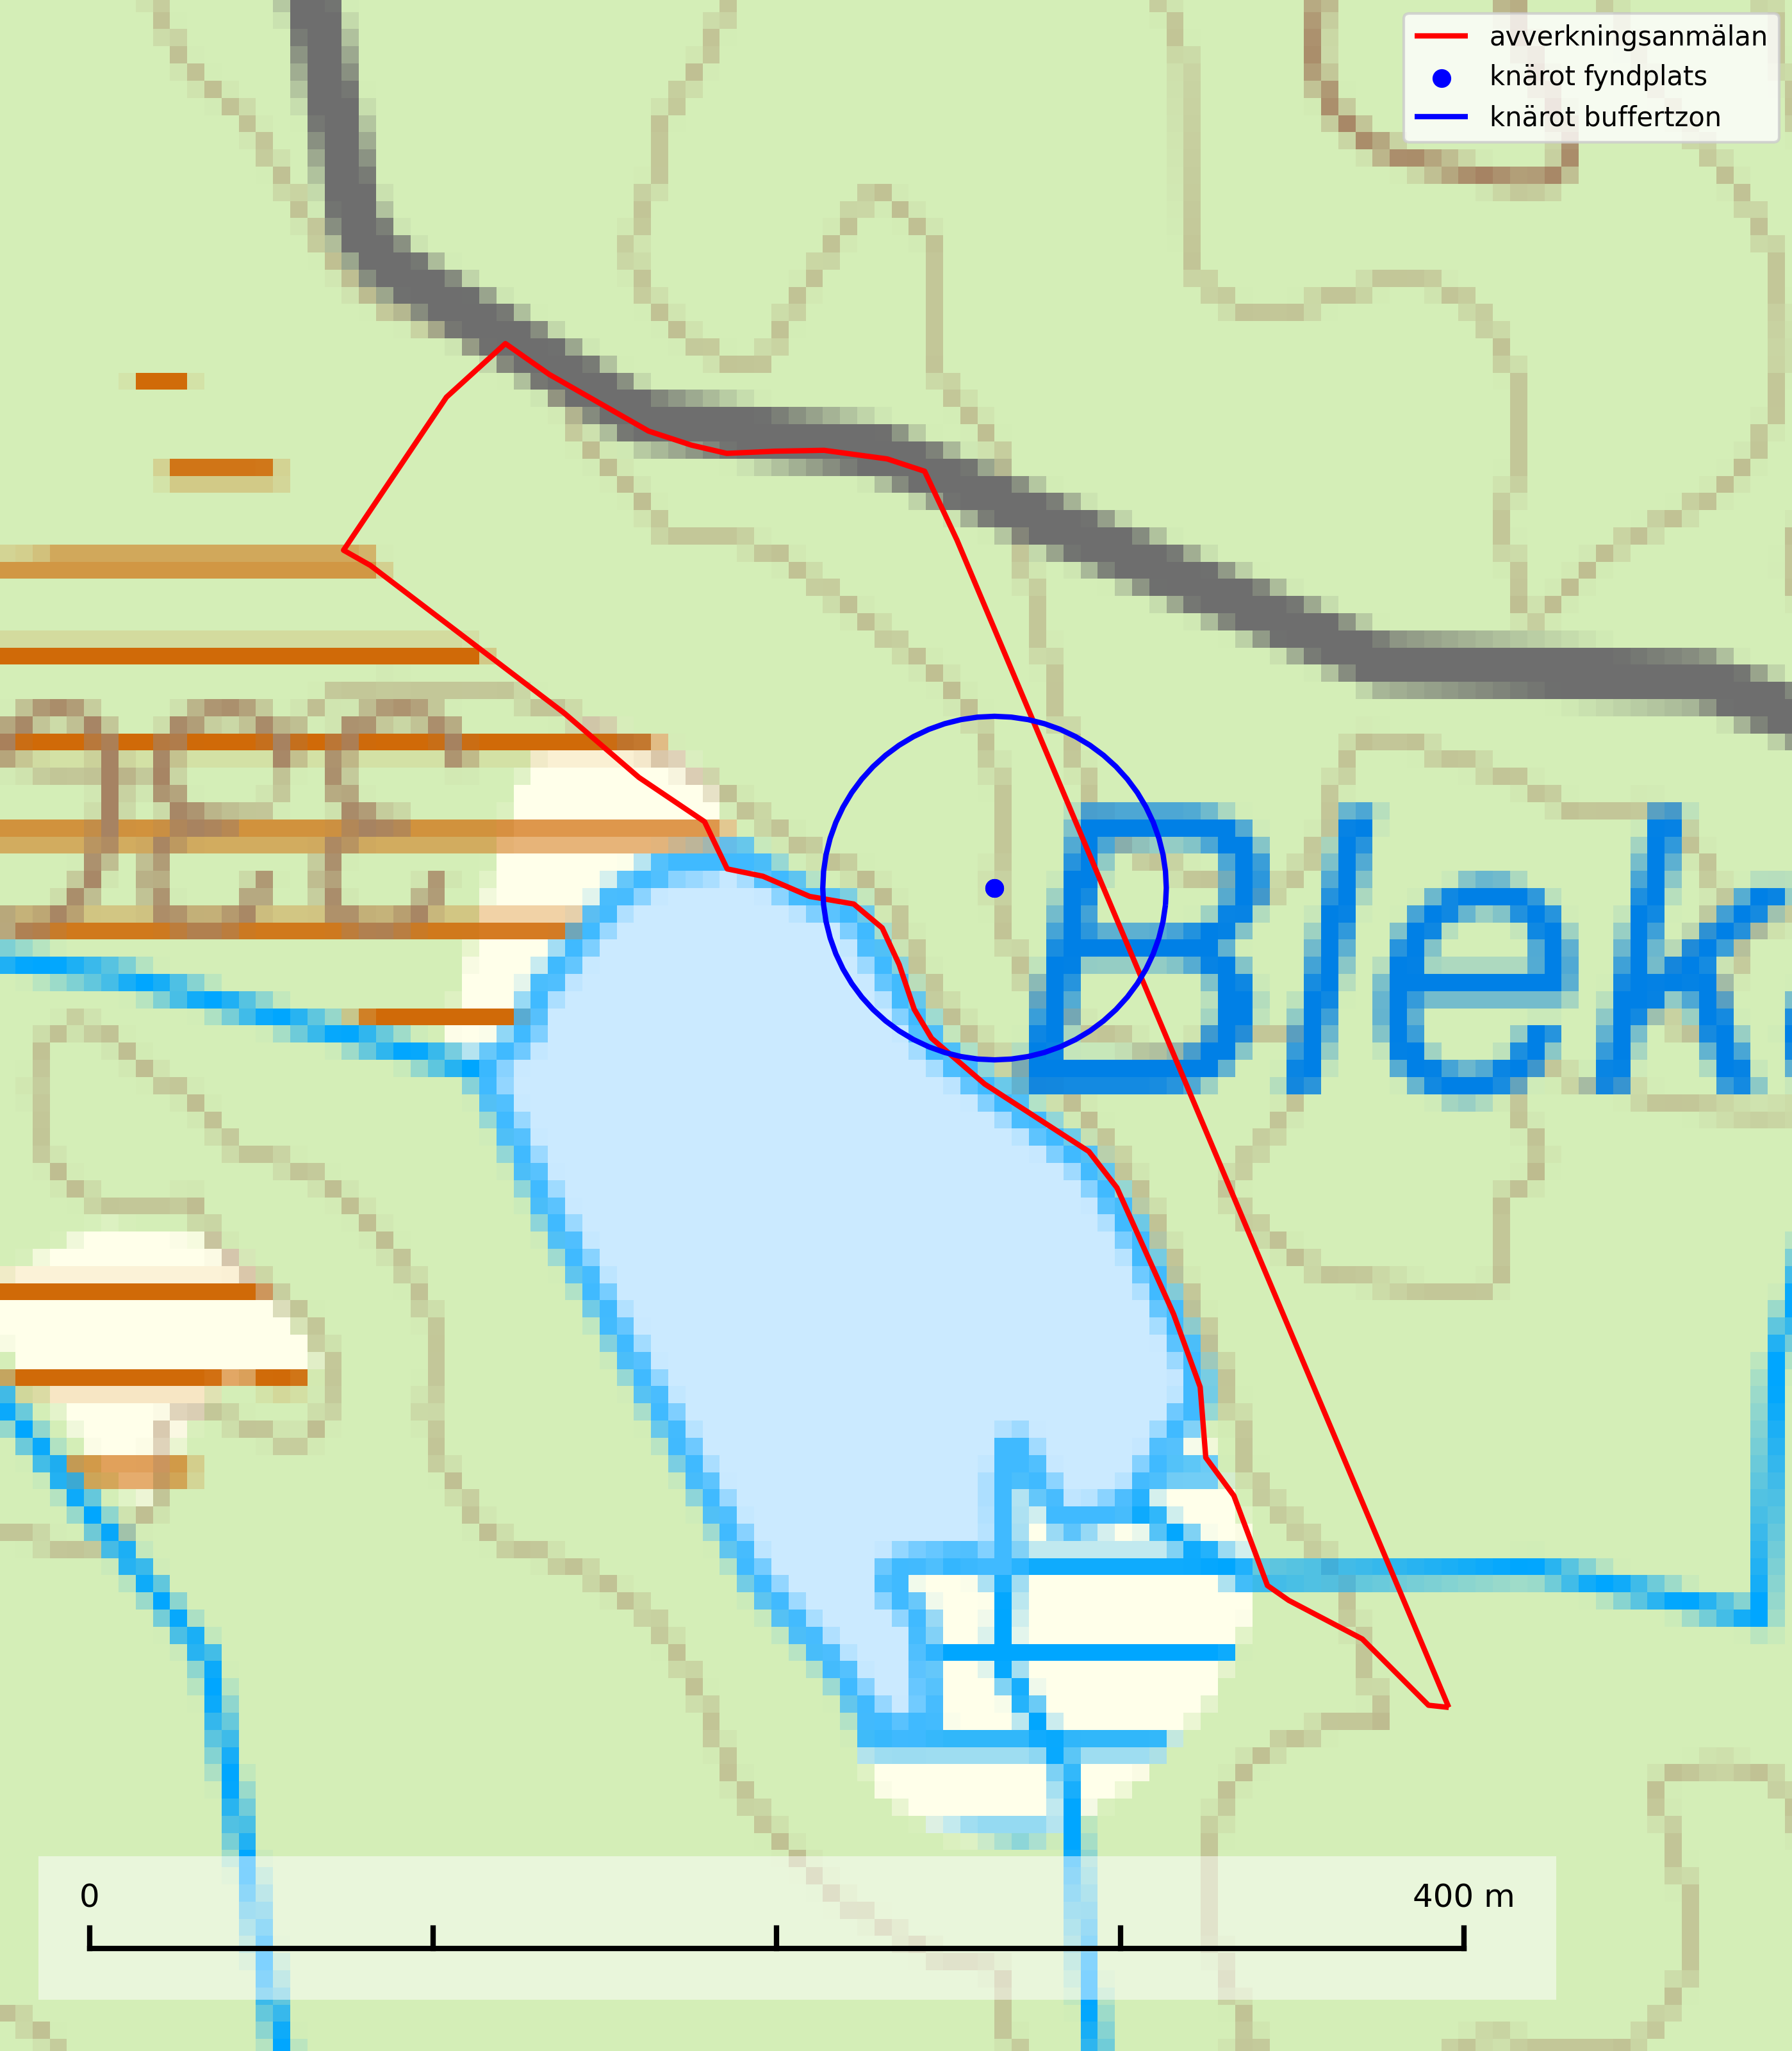 avverkningsanmälan
knärot fyndplats
knärot buffertzon
Blek
0 400 m